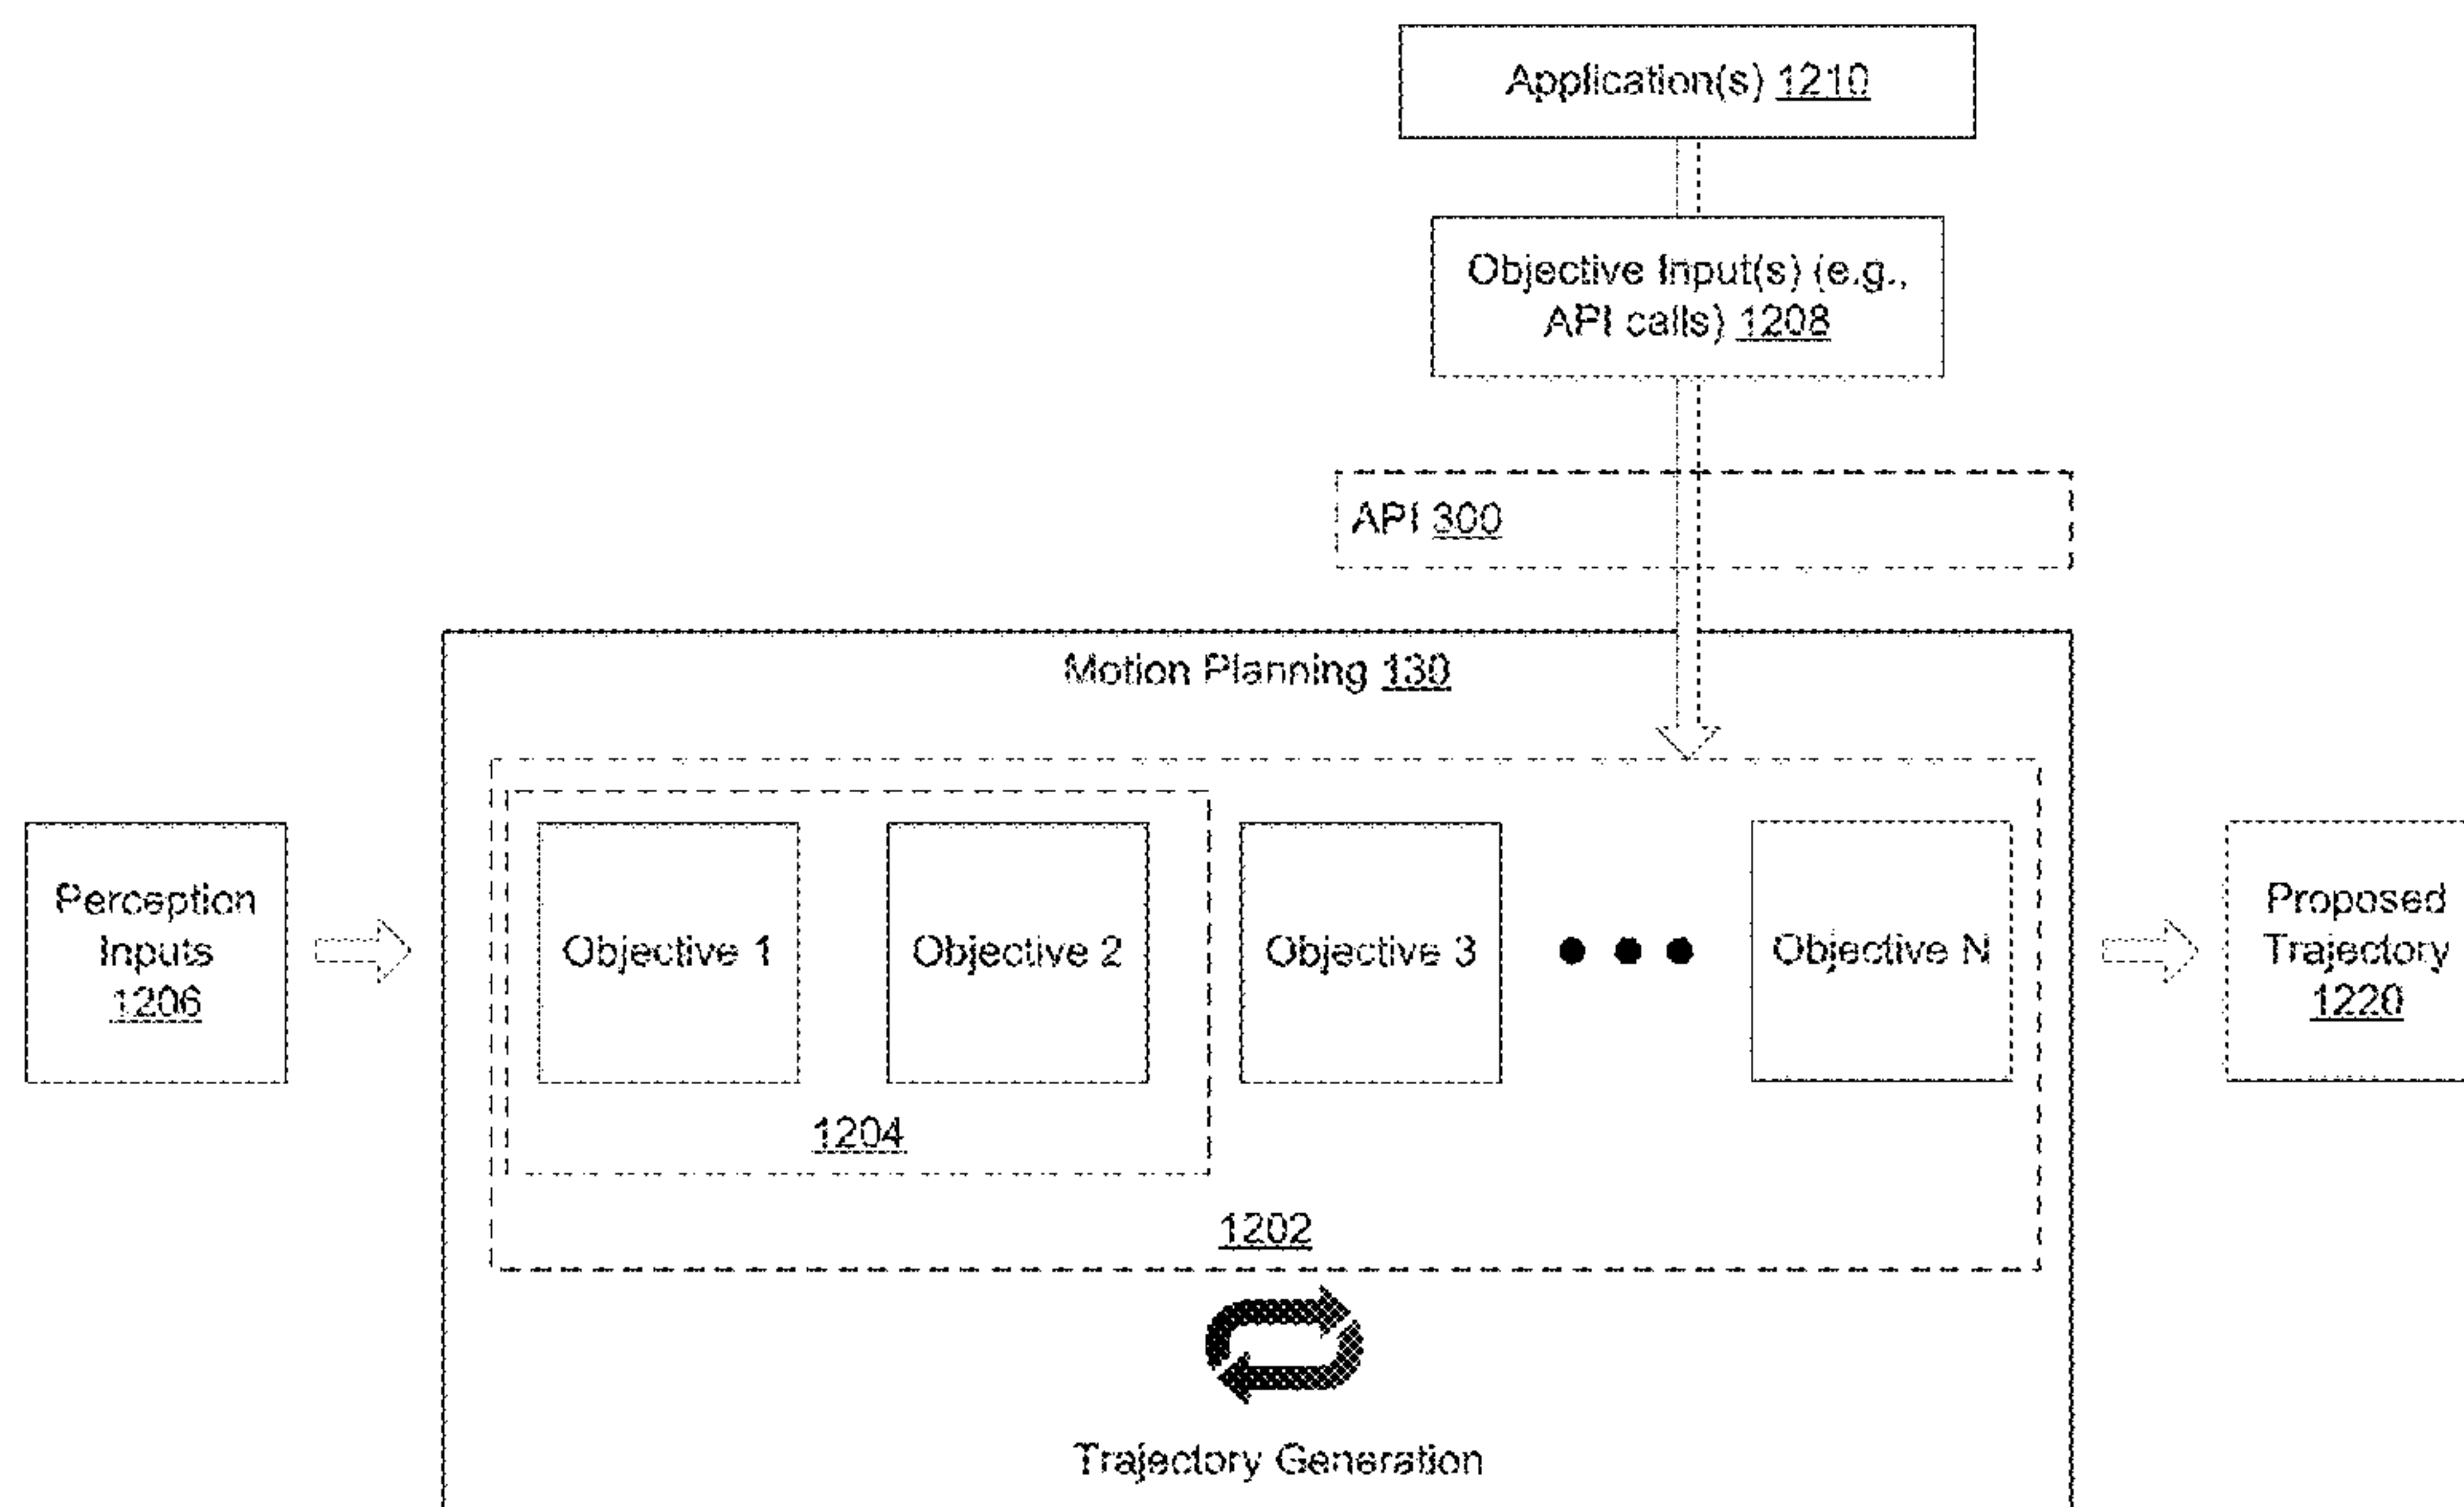 Application(s) 1210
Objective Input(s) (e.g.,
API calls) 1208
API 300
Motion Planning 130
Perception
Inputs
1206
Objective 1
Objective 2
Objective 3
Objective N
Proposed
Trajectory
1220
1204
1202
Trajectory Generation